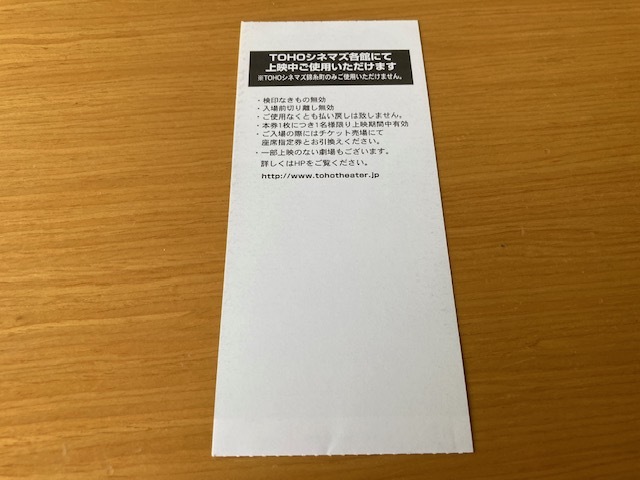 TOHOシネマズ各館にて
上映中ご使用いただけます
※TOHOシネマズ錦糸町のみご使用いただけません。
・検印なきもの無効
・入場前切り離し無効
・ご使用なくとも払い戻しは致しません。
・本券1枚につき1名様限り上映期間中有効
・ご入場の際にはチケット売場にて
座席指定券とお引換えください。
・一部上映のない劇場もございます。
詳しくはHPをご覧ください。
http://www.tohotheater.jp